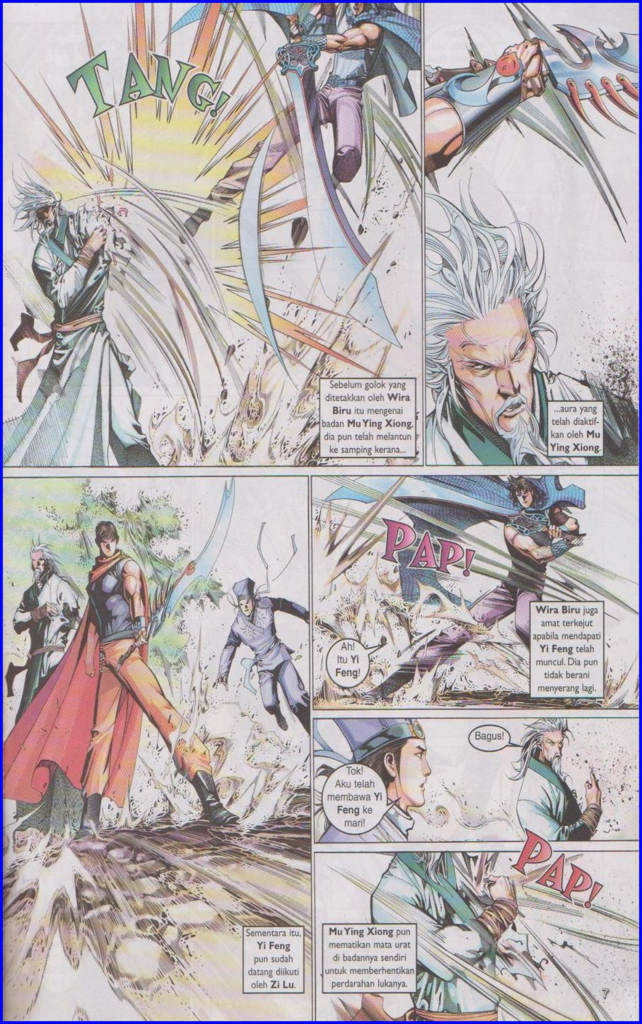 TANG!
Sebelum golok yang
ditetakkan oleh Wira
Biru itu mengenai
badan Mu Ying Xiong,
dia pun telah melantun
ke samping kerana...
...aura yang
telah diaktif-
kan oleh Mu
Ying Xiong.
Sementara itu,
Yi Feng
pun sudah
datang diikuti
oleh Zi Lu.
PAP!
Ah!
Itu Yi
Feng!
Wira Biru juga
amat terkejut
apabila mendapati
Yi Feng telah
muncul. Dia pun
tidak berani
menyerang lagi.
Tok!
Aku telah
membawa Yi
Feng ke
mari!
Bagus!
PAP!
Mu Ying Xiong pun
mematikan mata urat
di badannya sendiri
untuk memberhentikan
perdarahan lukanya.
7